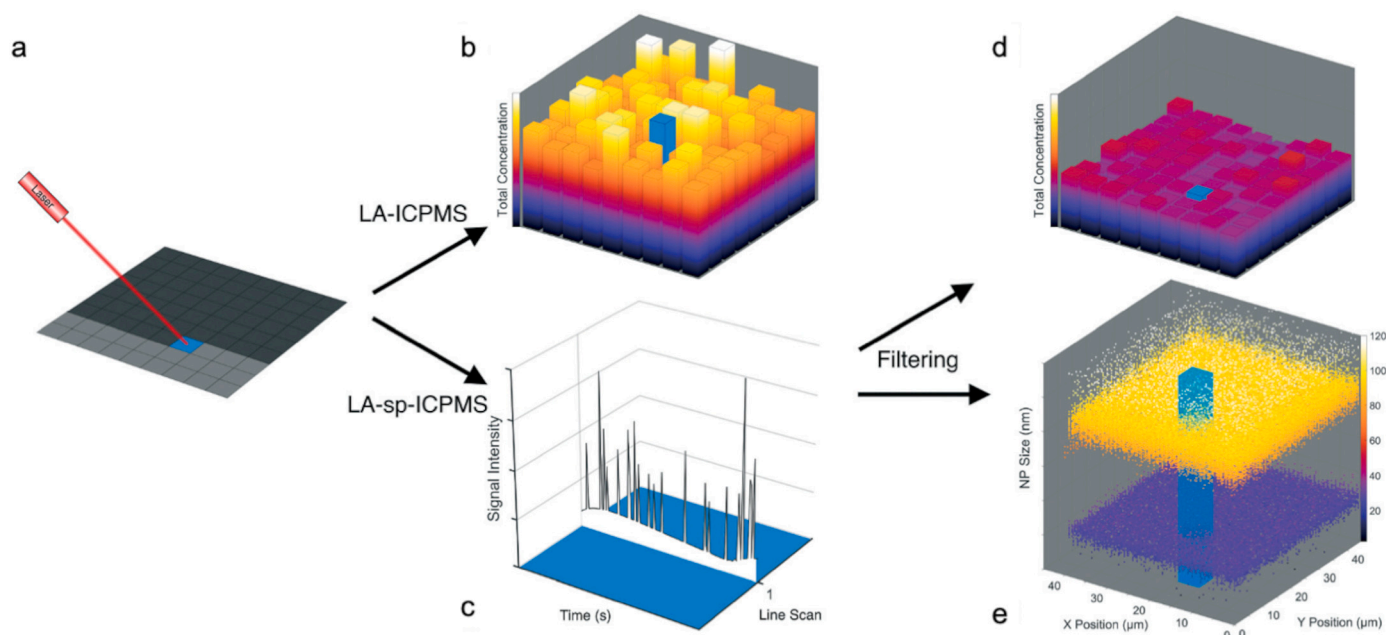 a
b
d
Laser
LA-ICPMS
Total Concentration
Total Concentration
LA-sp-ICPMS
Filtering
Signal Intensity
Time (s)
1
Line Scan
c
NP Size (nm)
120
100
80
60
40
20
40
30
20
10
0
X Position (µm)
0
10
20
30
40
Y Position (µm)
e